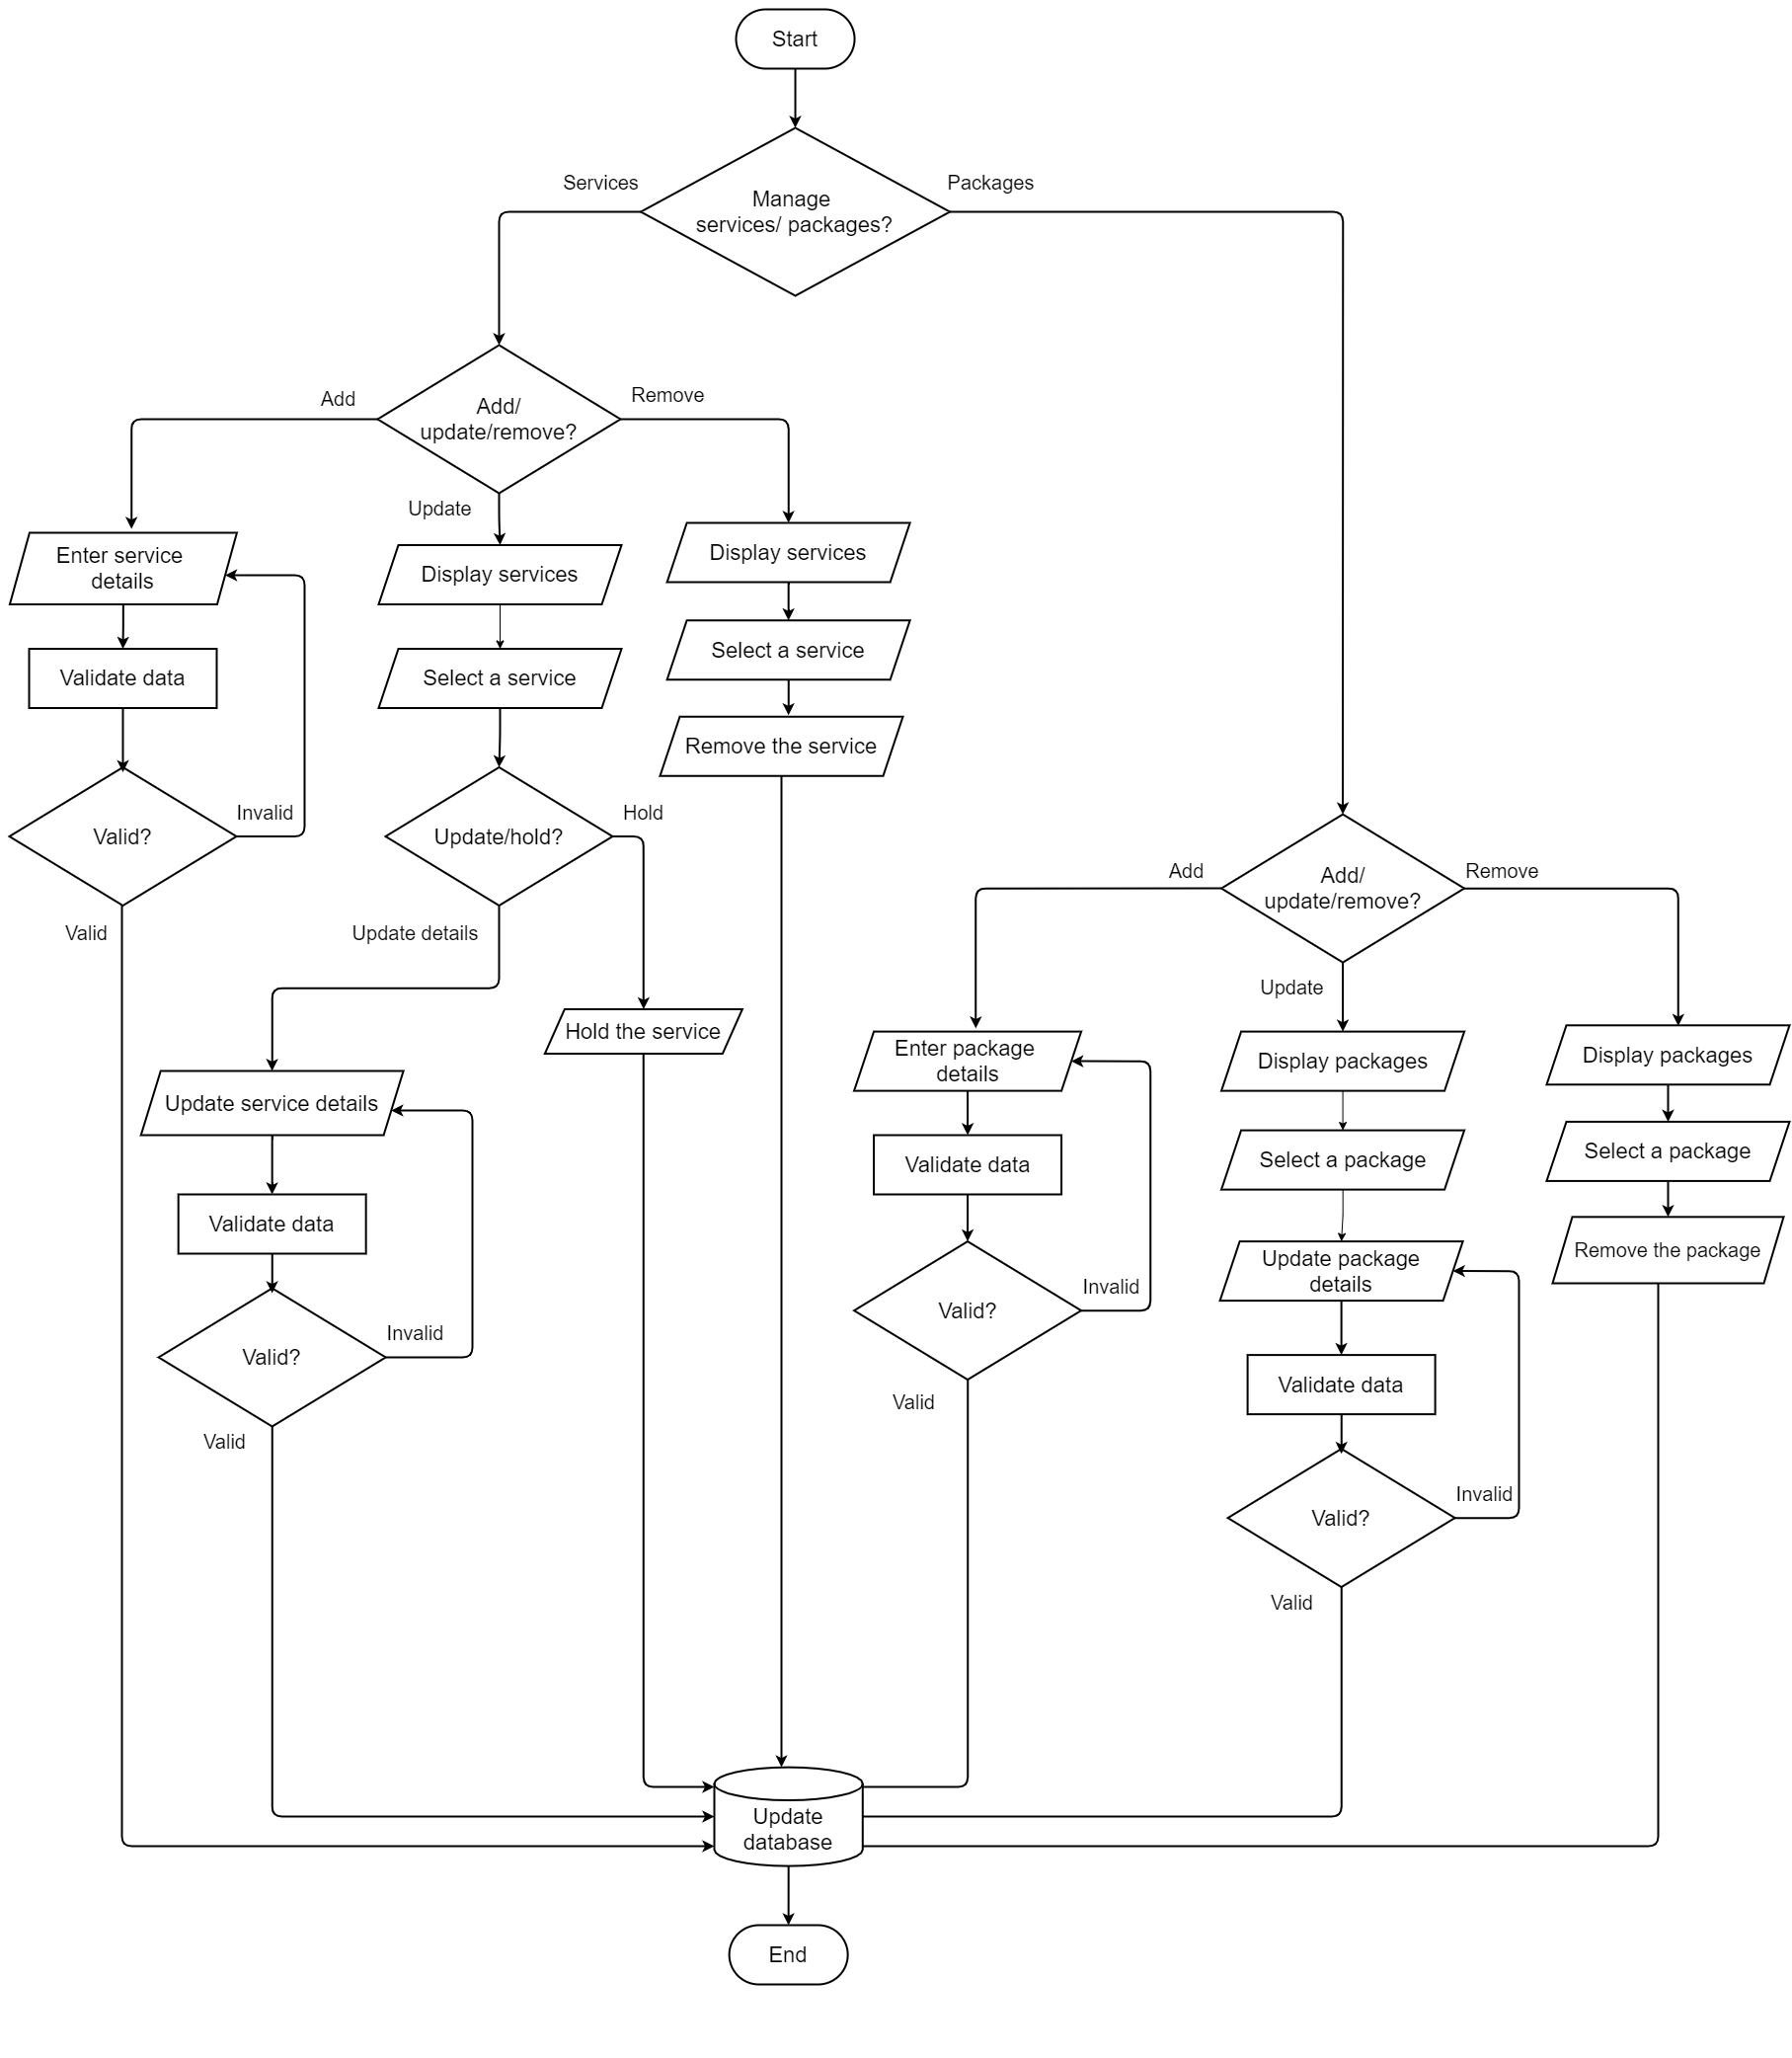 Start
Services
Packages
Manage
services/ packages?
Add
Remove
Add/
update/remove?
Update
Enter service
details
Display services
Display services
Validate data
Select a service
Select a service
Remove the service
Invalid
Hold
Valid?
Update/hold?
Add
Remove
Add/
update/remove?
Valid
Update details
Update
Hold the service
Enter package
details
Display packages
Display packages
Update service details
Validate data
Select a package
Select a package
Validate data
Update package
details
Remove the package
Invalid
Valid?
Invalid
Valid?
Validate data
Valid
Valid
Invalid
Valid?
Valid
Update
database
End